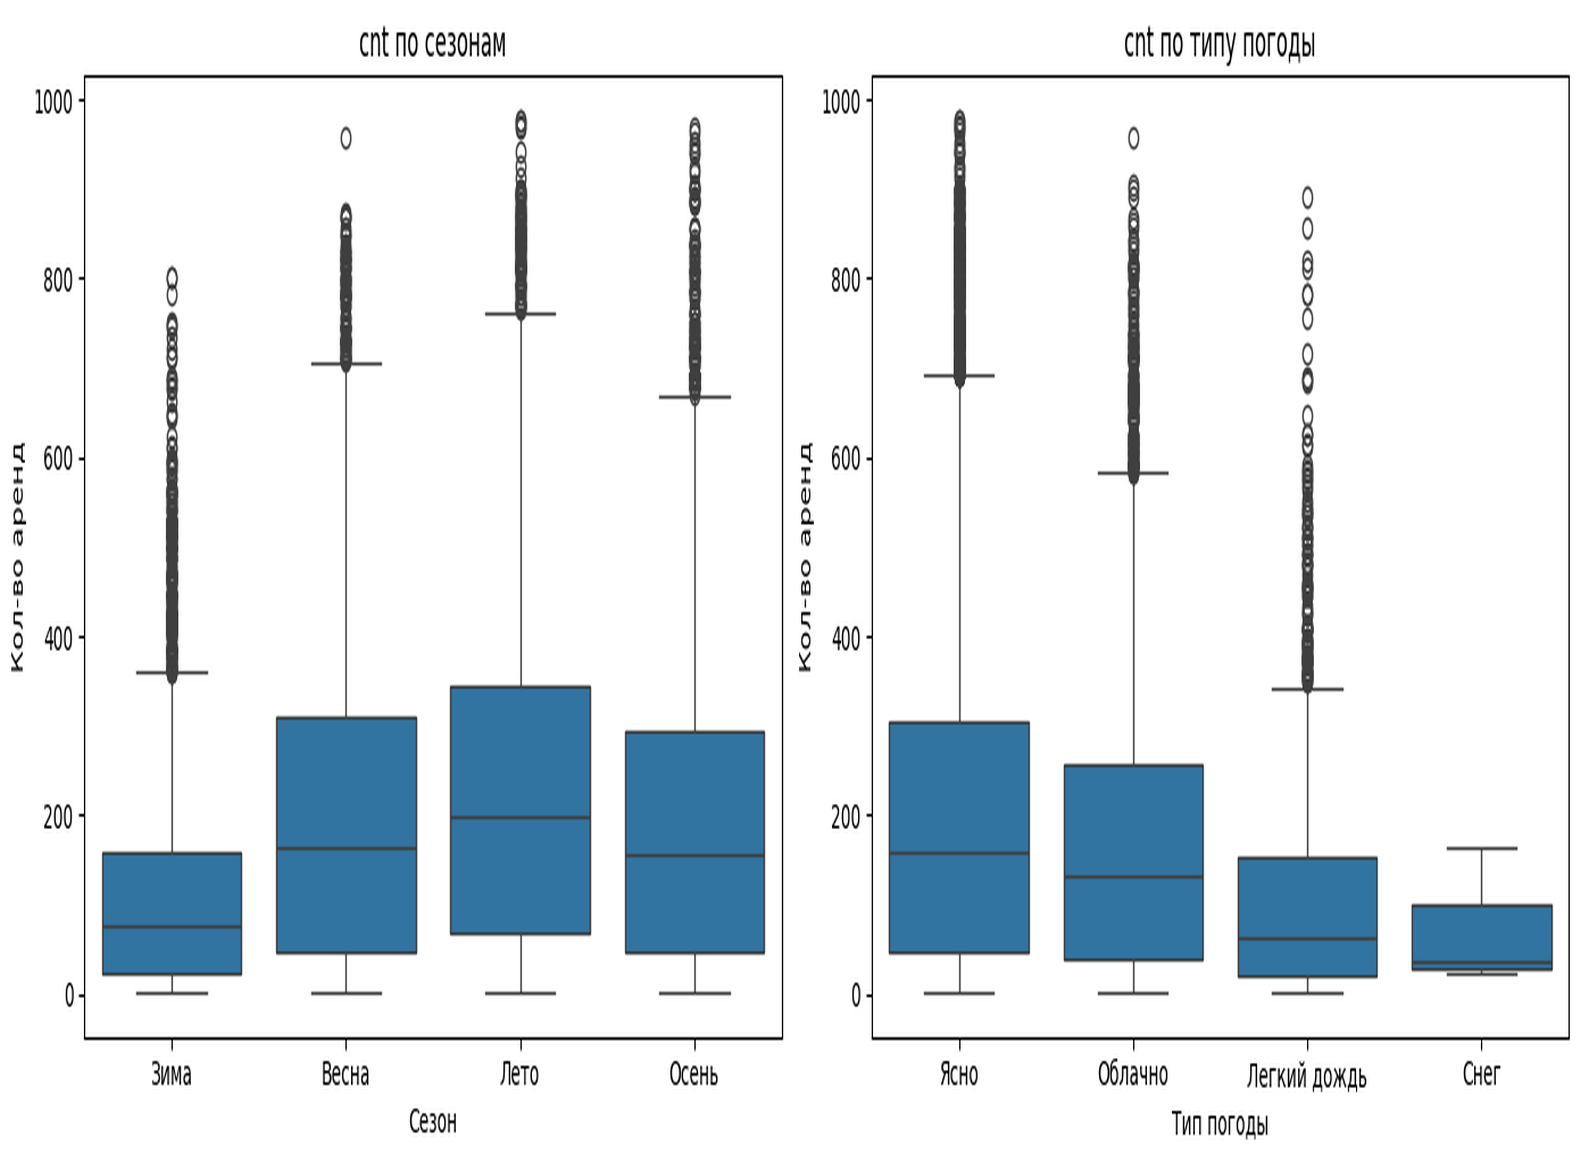 cnt по сезонам
1000
800
600
400
200
0
Кол-во аренд
Зима Весна Лето Осень
Сезон
cnt по типу погоды
1000
800
600
400
200
0
Кол-во аренд
Ясно Облачно Легкий дождь Снег
Тип погоды